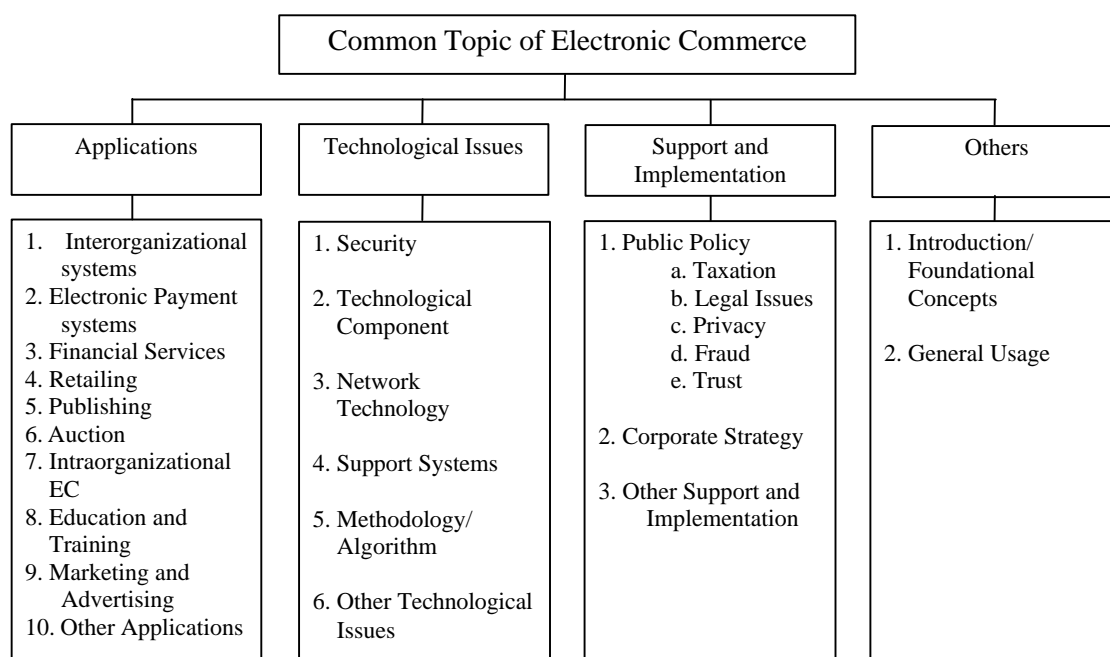 Common Topic of Electronic Commerce
Applications
1. Interorganizational
systems
2. Electronic Payment
systems
3. Financial Services
4. Retailing
5. Publishing
6. Auction
7. Intraorganizational
EC
8. Education and
Training
9. Marketing and
Advertising
10. Other Applications
Technological Issues
1. Security
2. Technological
Component
3. Network
Technology
4. Support Systems
5. Methodology/
Algorithm
6. Other Technological
Issues
Support and
Implementation
1. Public Policy
a. Taxation
b. Legal Issues
c. Privacy
d. Fraud
e. Trust
2. Corporate Strategy
3. Other Support and
Implementation
Others
1. Introduction/
Foundational
Concepts
2. General Usage